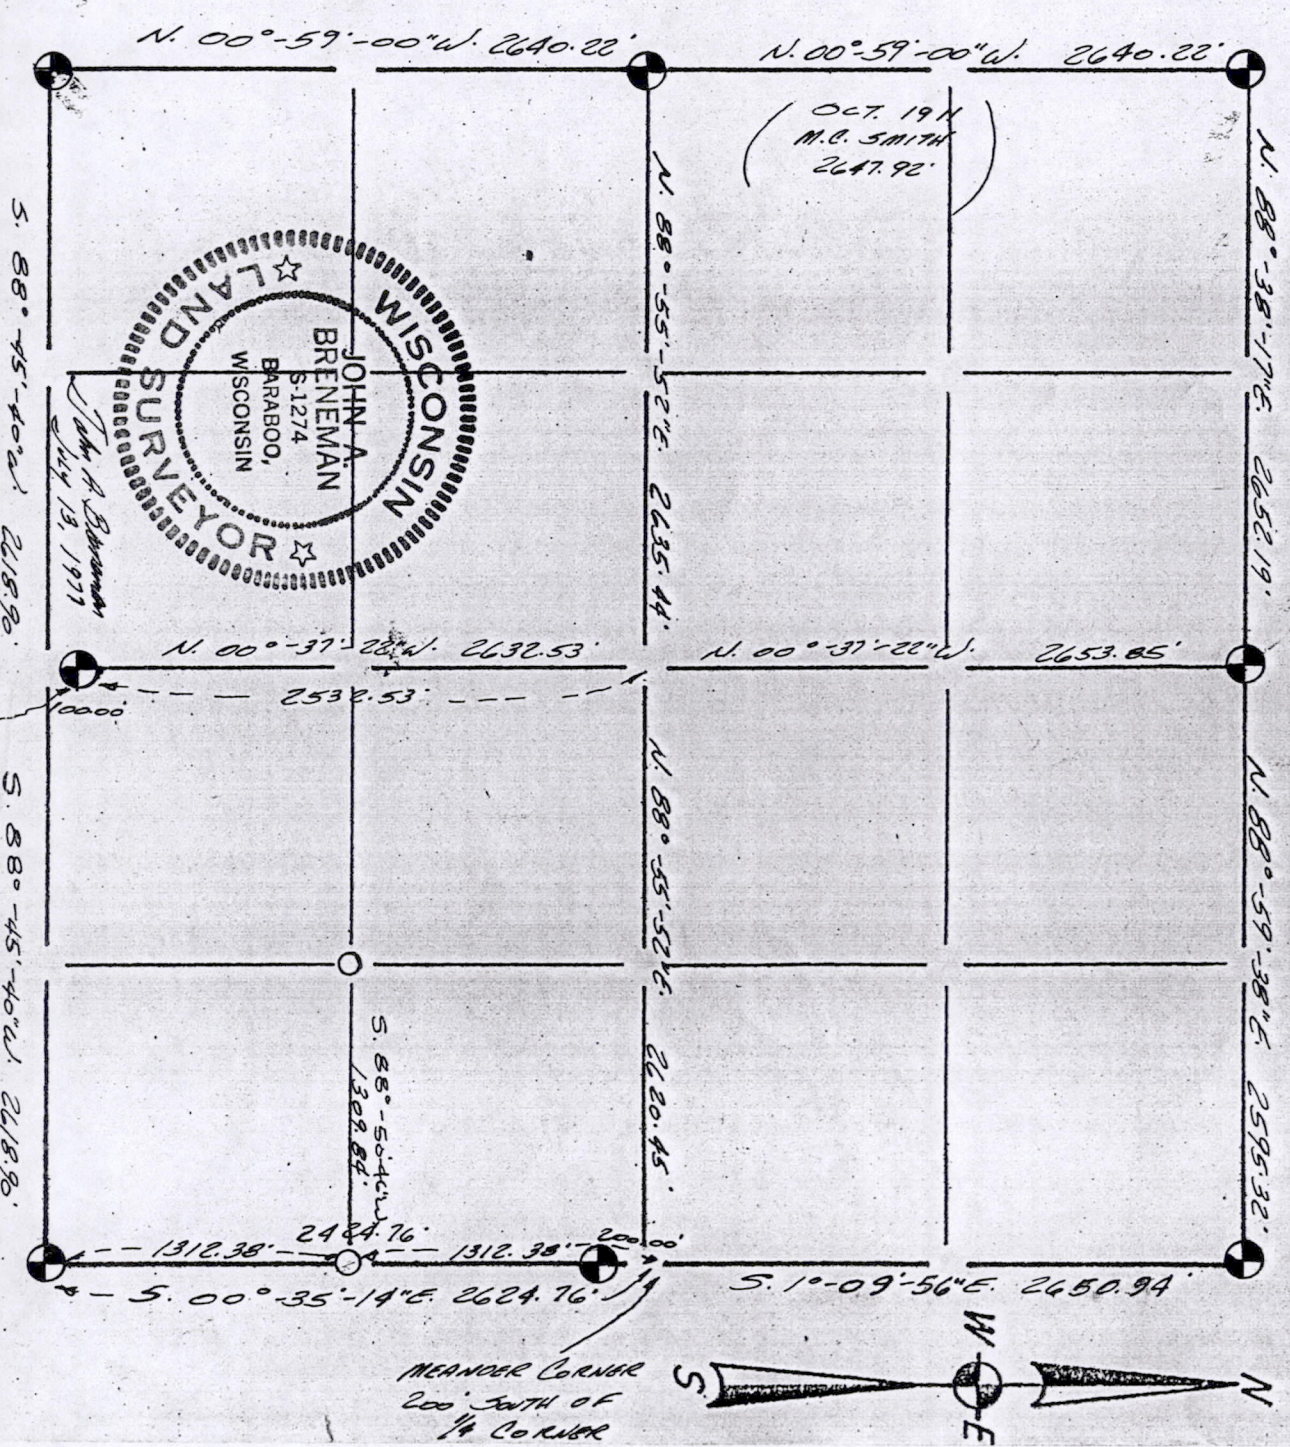 N. 00°-59'-00"W. 2640.22'
N. 00°-59'-00"W. 2640.22'
OCT. 1911
M.C. SMITH
2647.92'
N. 88°-38'-17"E. 2652.19'
N. 88°-55'-52"E. 2635.44'
S. 88°-45'-40"W. 2618.90'
WISCONSIN
LAND SURVEYOR
JOHN A.
BRENEMAN
S-1274
BARABOO,
WISCONSIN
John A Breneman
July 13, 1977
N. 00°-37'-22"W. 2632.53'
N. 00°-37'-22"W. 2653.85'
2532.53'
100.00'
N. 88°-55'-52"E. 2620.45'
N. 88°-59'-38"E. 2595.32'
S. 88°-45'-40"W. 2618.90'
S. 88°-50'-46"W.
1309.84'
2424.76'
1312.38'
1312.38'
200.00'
S. 00°-35'-14"E. 2624.76'
S. 1°-09'-56"E. 2650.94'
MEANDER CORNER
200' SOUTH OF
1/4 CORNER
W
S
N
E